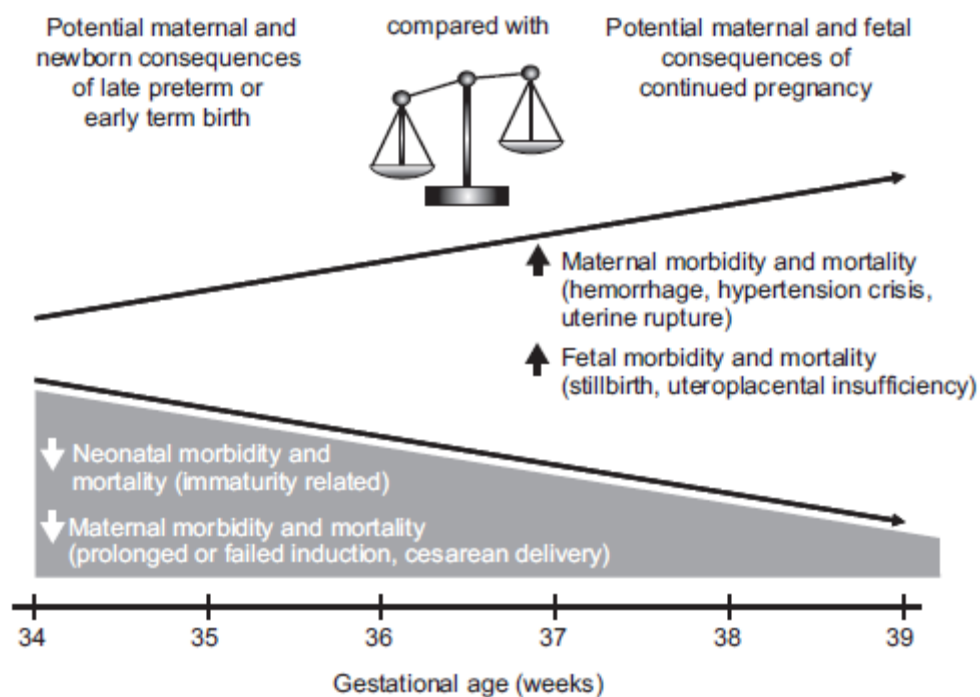 Potential maternal and
newborn consequences
of late preterm or
early term birth
compared with
Potential maternal and fetal
consequences of
continued pregnancy
Maternal morbidity and mortality
(hemorrhage, hypertension crisis,
uterine rupture)
Fetal morbidity and mortality
(stillbirth, uteroplacental insufficiency)
Neonatal morbidity and
mortality (immaturity related)
Maternal morbidity and mortality
(prolonged or failed induction, cesarean delivery)
34 35 36 37 38 39
Gestational age (weeks)